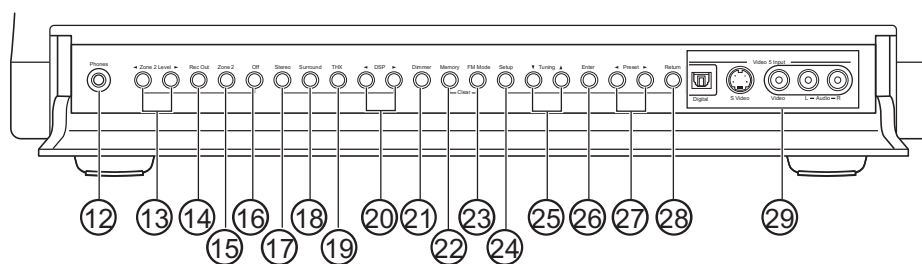 Phones ◄ Zone 2 Level ► Rec Out Zone 2 Off Stereo Surround THX ◄ DSP ► Dimmer Memory FM Mode Setup ▼ Tuning ▲ Enter ◄ Preset ► Return
Clear
Video 5 Input
Digital S Video Video L Audio R
12 13 14 16 18 20 21 23 25 26 27 28 29
15 17 19 22 24